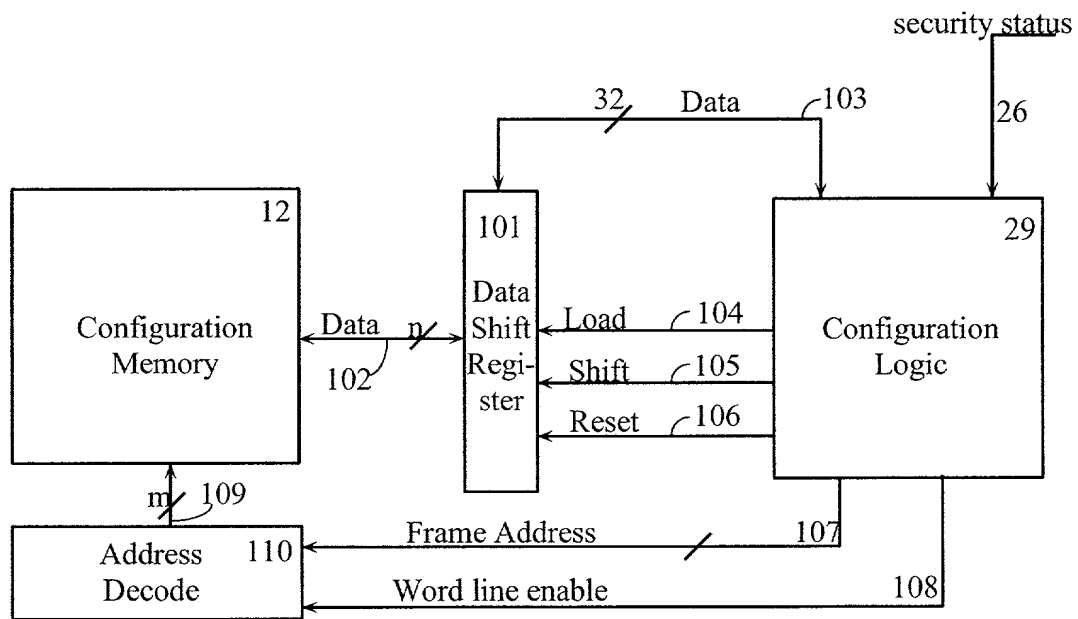 security status
32
Data
103
26
12
Configuration
Memory
Data
n
102
101
Data
Shift
Regi-
ster
Load
104
Shift
105
Reset
106
29
Configuration
Logic
m
109
Address
Decode
110
Frame Address
107
Word line enable
108